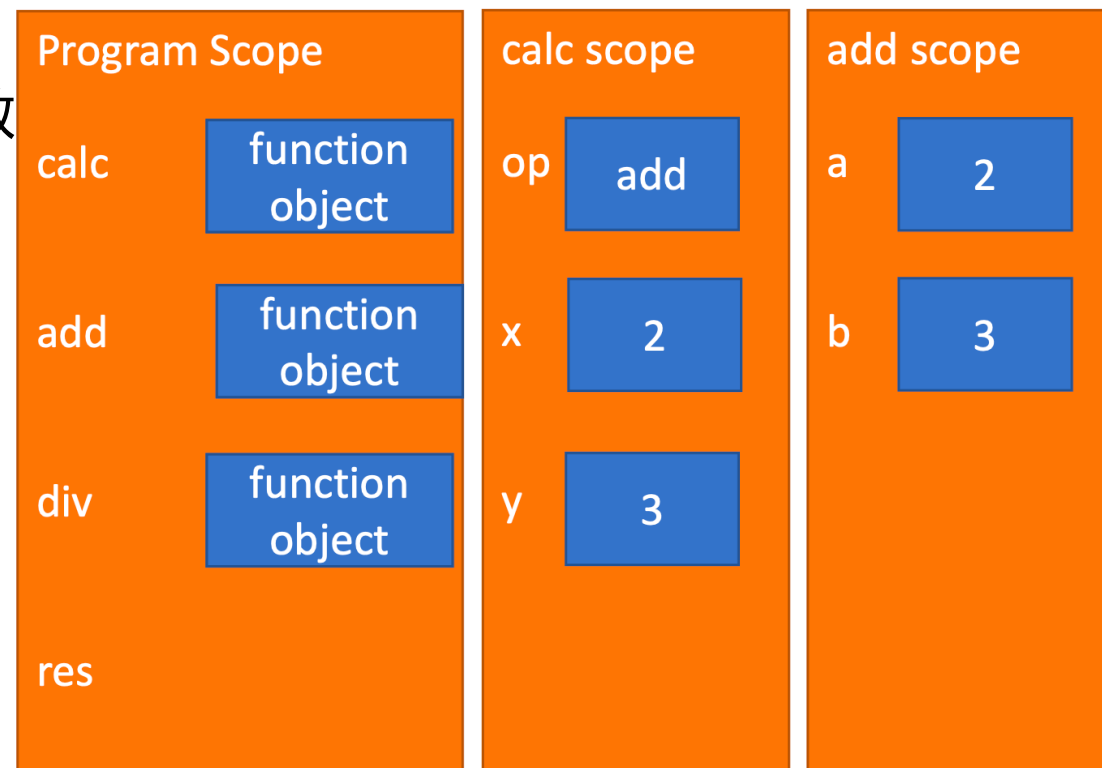 Program Scope
calc
function
object
add
function
object
div
function
object
res
calc scope
op
add
x
2
y
3
add scope
a
2
b
3